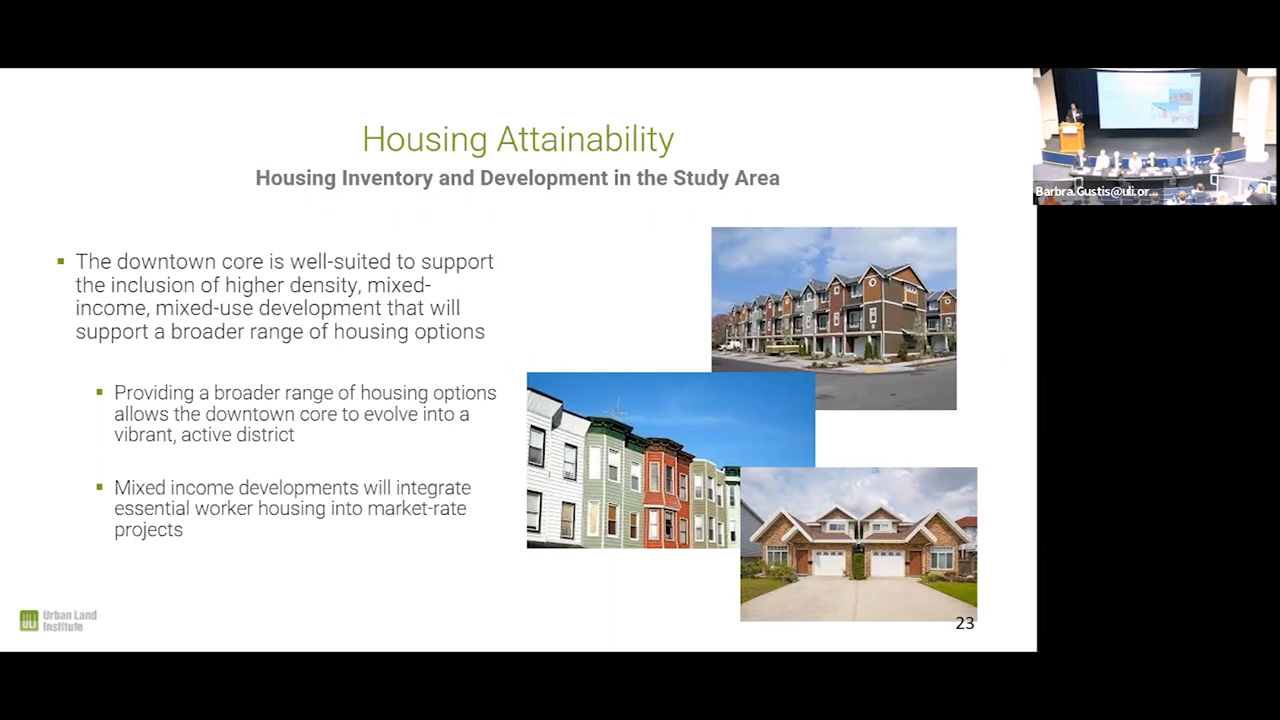 Housing Attainability
Housing Inventory and Development in the Study Area
▪ The downtown core is well-suited to support
the inclusion of higher density, mixed-
income, mixed-use development that will
support a broader range of housing options
▪ Providing a broader range of housing options
allows the downtown core to evolve into a
vibrant, active district
▪ Mixed income developments will integrate
essential worker housing into market-rate
projects
ULI
Urban Land
Institute
23
Barbra.Gustis@uli.or...